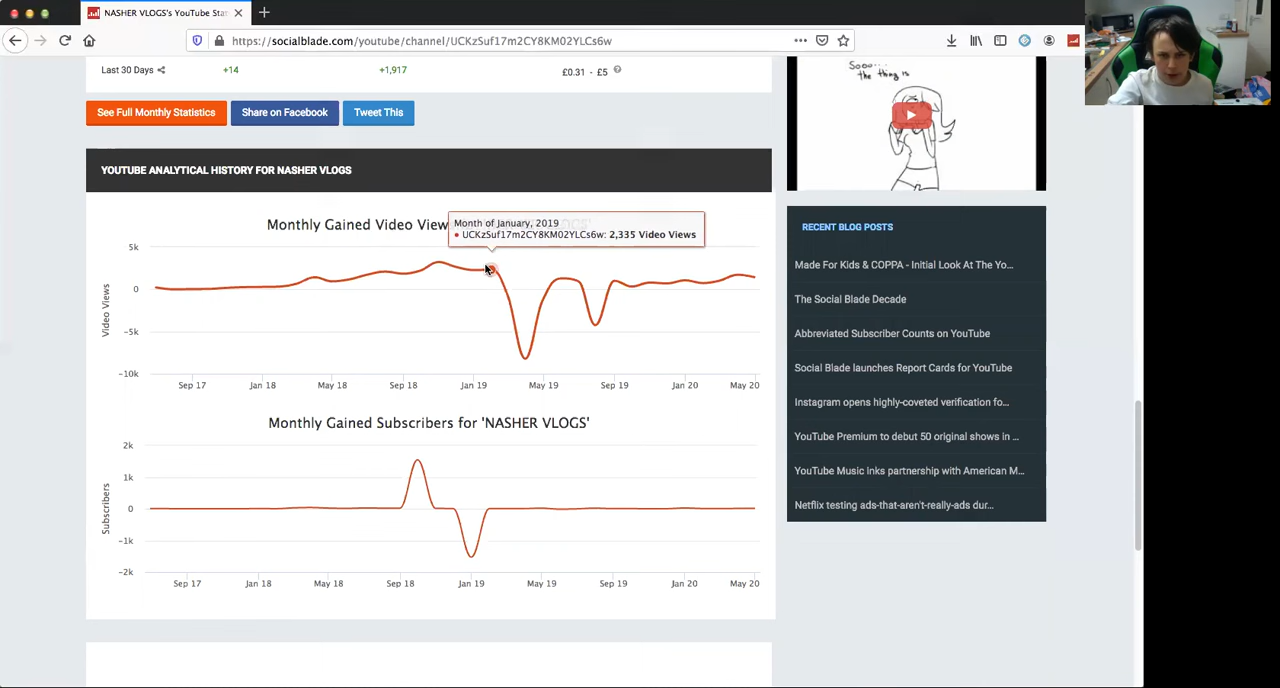 NASHER VLOGS's YouTube Stat
https://socialblade.com/youtube/channel/UCKzSuf17m2CY8KM02YLCs6w
Last 30 Days
+14
+1,917
£0.31 - £5
See Full Monthly Statistics
Share on Facebook
Tweet This
Sooo...
the thing is
YOUTUBE ANALYTICAL HISTORY FOR NASHER VLOGS
Monthly Gained Video View
Month of January, 2019
UCKzSuf17m2CY8KM02YLCs6w: 2,335 Video Views
5k
0
-5k
-10k
Video Views
Sep 17
Jan 18
May 18
Sep 18
Jan 19
May 19
Sep 19
Jan 20
May 20
Monthly Gained Subscribers for 'NASHER VLOGS'
2k
1k
0
-1k
-2k
Subscribers
Sep 17
Jan 18
May 18
Sep 18
Jan 19
May 19
Sep 19
Jan 20
May 20
RECENT BLOG POSTS
Made For Kids & COPPA - Initial Look At The Yo...
The Social Blade Decade
Abbreviated Subscriber Counts on YouTube
Social Blade launches Report Cards for YouTube
Instagram opens highly-coveted verification fo...
YouTube Premium to debut 50 original shows in ...
YouTube Music inks partnership with American M...
Netflix testing ads-that-aren't-really-ads dur...